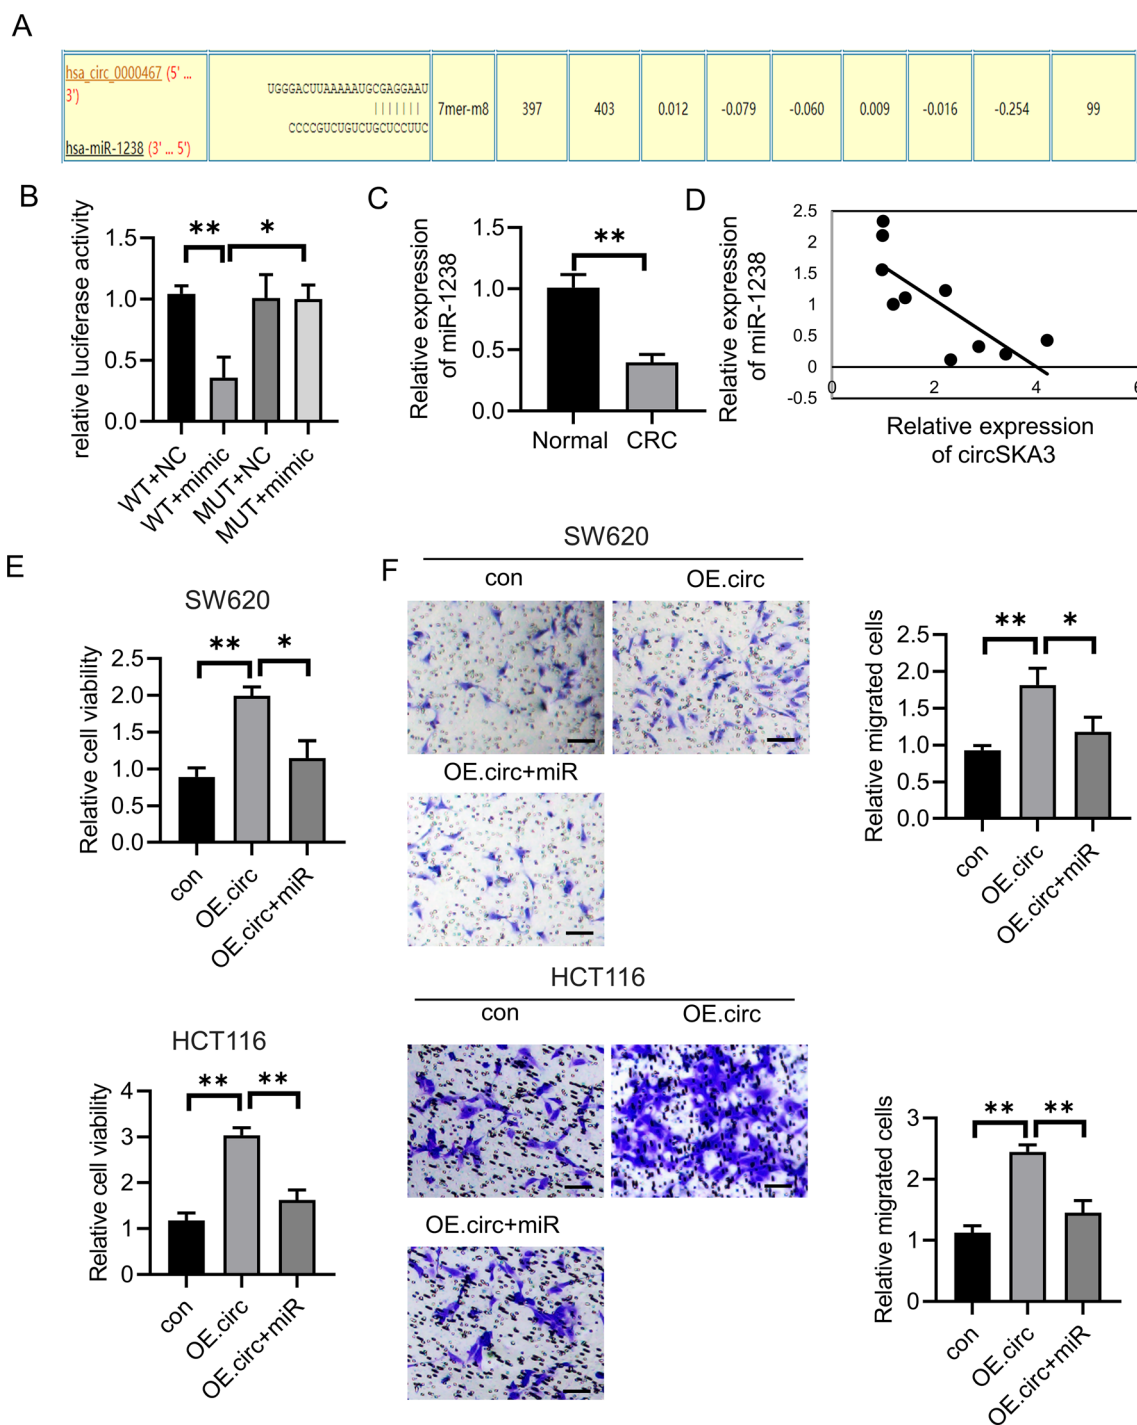 A
hsa_circ_0000467 (5' ...
3')
UGGGACUUAAAAAUGCGAGGAAU
CCCCGUCUGUCUGCUCCUUC
hsa-miR-1238 (3' ... 5')
7mer-m8 397 403 0.012 -0.079 -0.060 0.009 -0.016 -0.254 99
B
relative luciferase activity
1.5
1.0
0.5
0.0
** *
WT+NC
WT+mimic
MUT+NC
MUT+mimic
C
Relative expression
of miR-1238
1.5
1.0
0.5
0.0
**
Normal CRC
D
Relative expression
of miR-1238
2.5
2
1.5
1
0.5
0
-0.5
0 2 4 6
Relative expression
of circSKA3
E
SW620
Relative cell viability
2.5
2.0
1.5
1.0
0.5
0.0
** *
con
OE.circ
OE.circ+miR
HCT116
Relative cell viability
4
3
2
1
0
** **
con
OE.circ
OE.circ+miR
F
SW620
con OE.circ
OE.circ+miR
Relative migrated cells
2.5
2.0
1.5
1.0
0.5
0.0
** *
con
OE.circ
OE.circ+miR
HCT116
con OE.circ
OE.circ+miR
Relative migrated cells
3
2
1
0
** **
con
OE.circ
OE.circ+miR